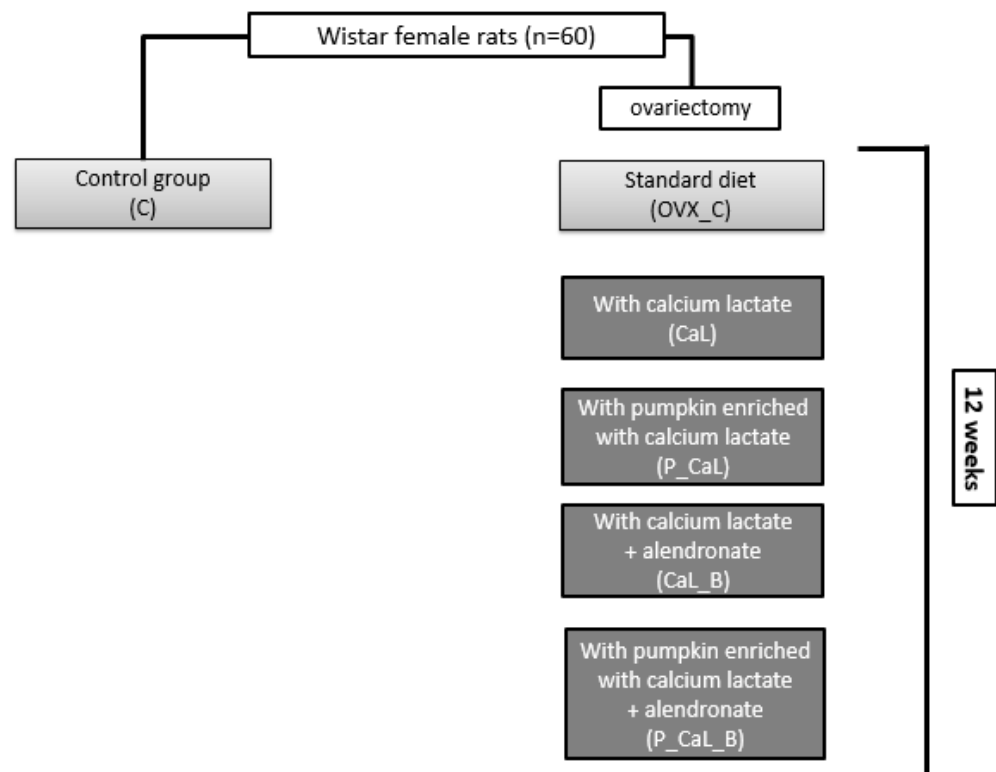 Wistar female rats (n=60)
ovariectomy
Control group
(C)
Standard diet
(OVX_C)
With calcium lactate
(CaL)
With pumpkin enriched
with calcium lactate
(P_CaL)
With calcium lactate
+ alendronate
(CaL_B)
With pumpkin enriched
with calcium lactate
+ alendronate
(P_CaL_B)
12 weeks